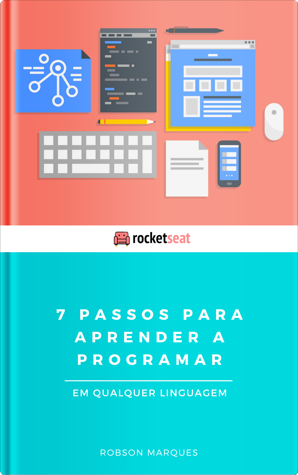 rocketseat
7 PASSOS PARA
APRENDER A
PROGRAMAR
EM QUALQUER LINGUAGEM
ROBSON MARQUES